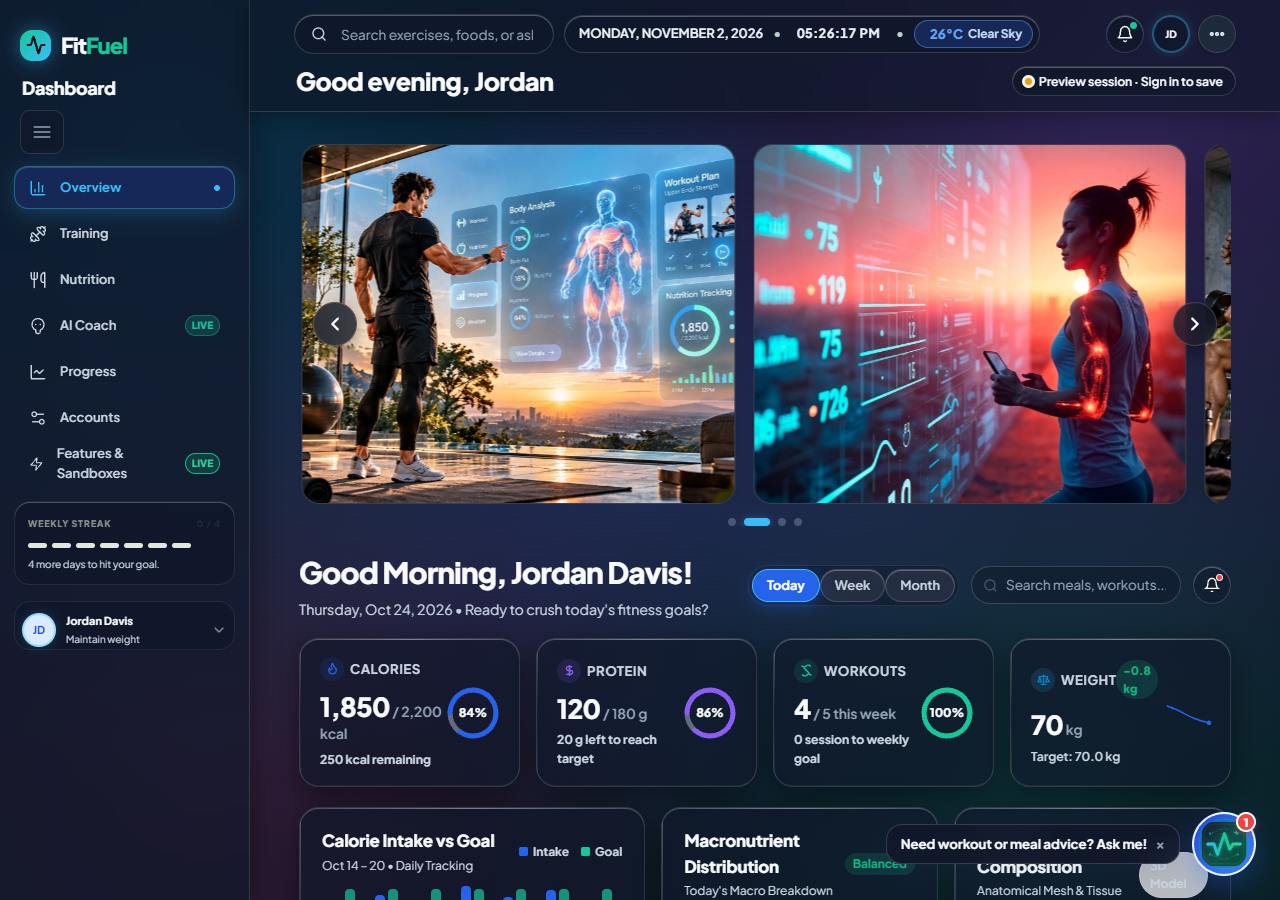 FitFuel
Dashboard
Overview
Training
Nutrition
AI Coach
LIVE
Progress
Accounts
Features &
Sandboxes
LIVE
WEEKLY STREAK
0 / 4
4 more days to hit your goal.
JD
Jordan Davis
Maintain weight
Search exercises, foods, or asl
MONDAY, NOVEMBER 2, 2026 • 05:26:17 PM •
26°C Clear Sky
JD
Good evening, Jordan
Preview session · Sign in to save
Body Analysis
Workout Plan
Progress
View Details
Mon Tue Wed Thu
Nutrition Tracking
1,850
75
119
75
726
Good Morning, Jordan Davis!
Thursday, Oct 24, 2026 • Ready to crush today's fitness goals?
Today
Week
Month
Search meals, workouts...
CALORIES
1,850 / 2,200
kcal
84%
250 kcal remaining
PROTEIN
120 / 180 g
86%
20 g left to reach
target
WORKOUTS
4 / 5 this week
100%
0 session to weekly
goal
WEIGHT
−0.8
kg
70 kg
Target: 70.0 kg
Calorie Intake vs Goal
Oct 14 – 20 • Daily Tracking
Intake
Goal
Macronutrient
Distribution
Today's Macro Breakdown
Balanced
Composition
Anatomical Mesh & Tissue
Model
Need workout or meal advice? Ask me! ×
1